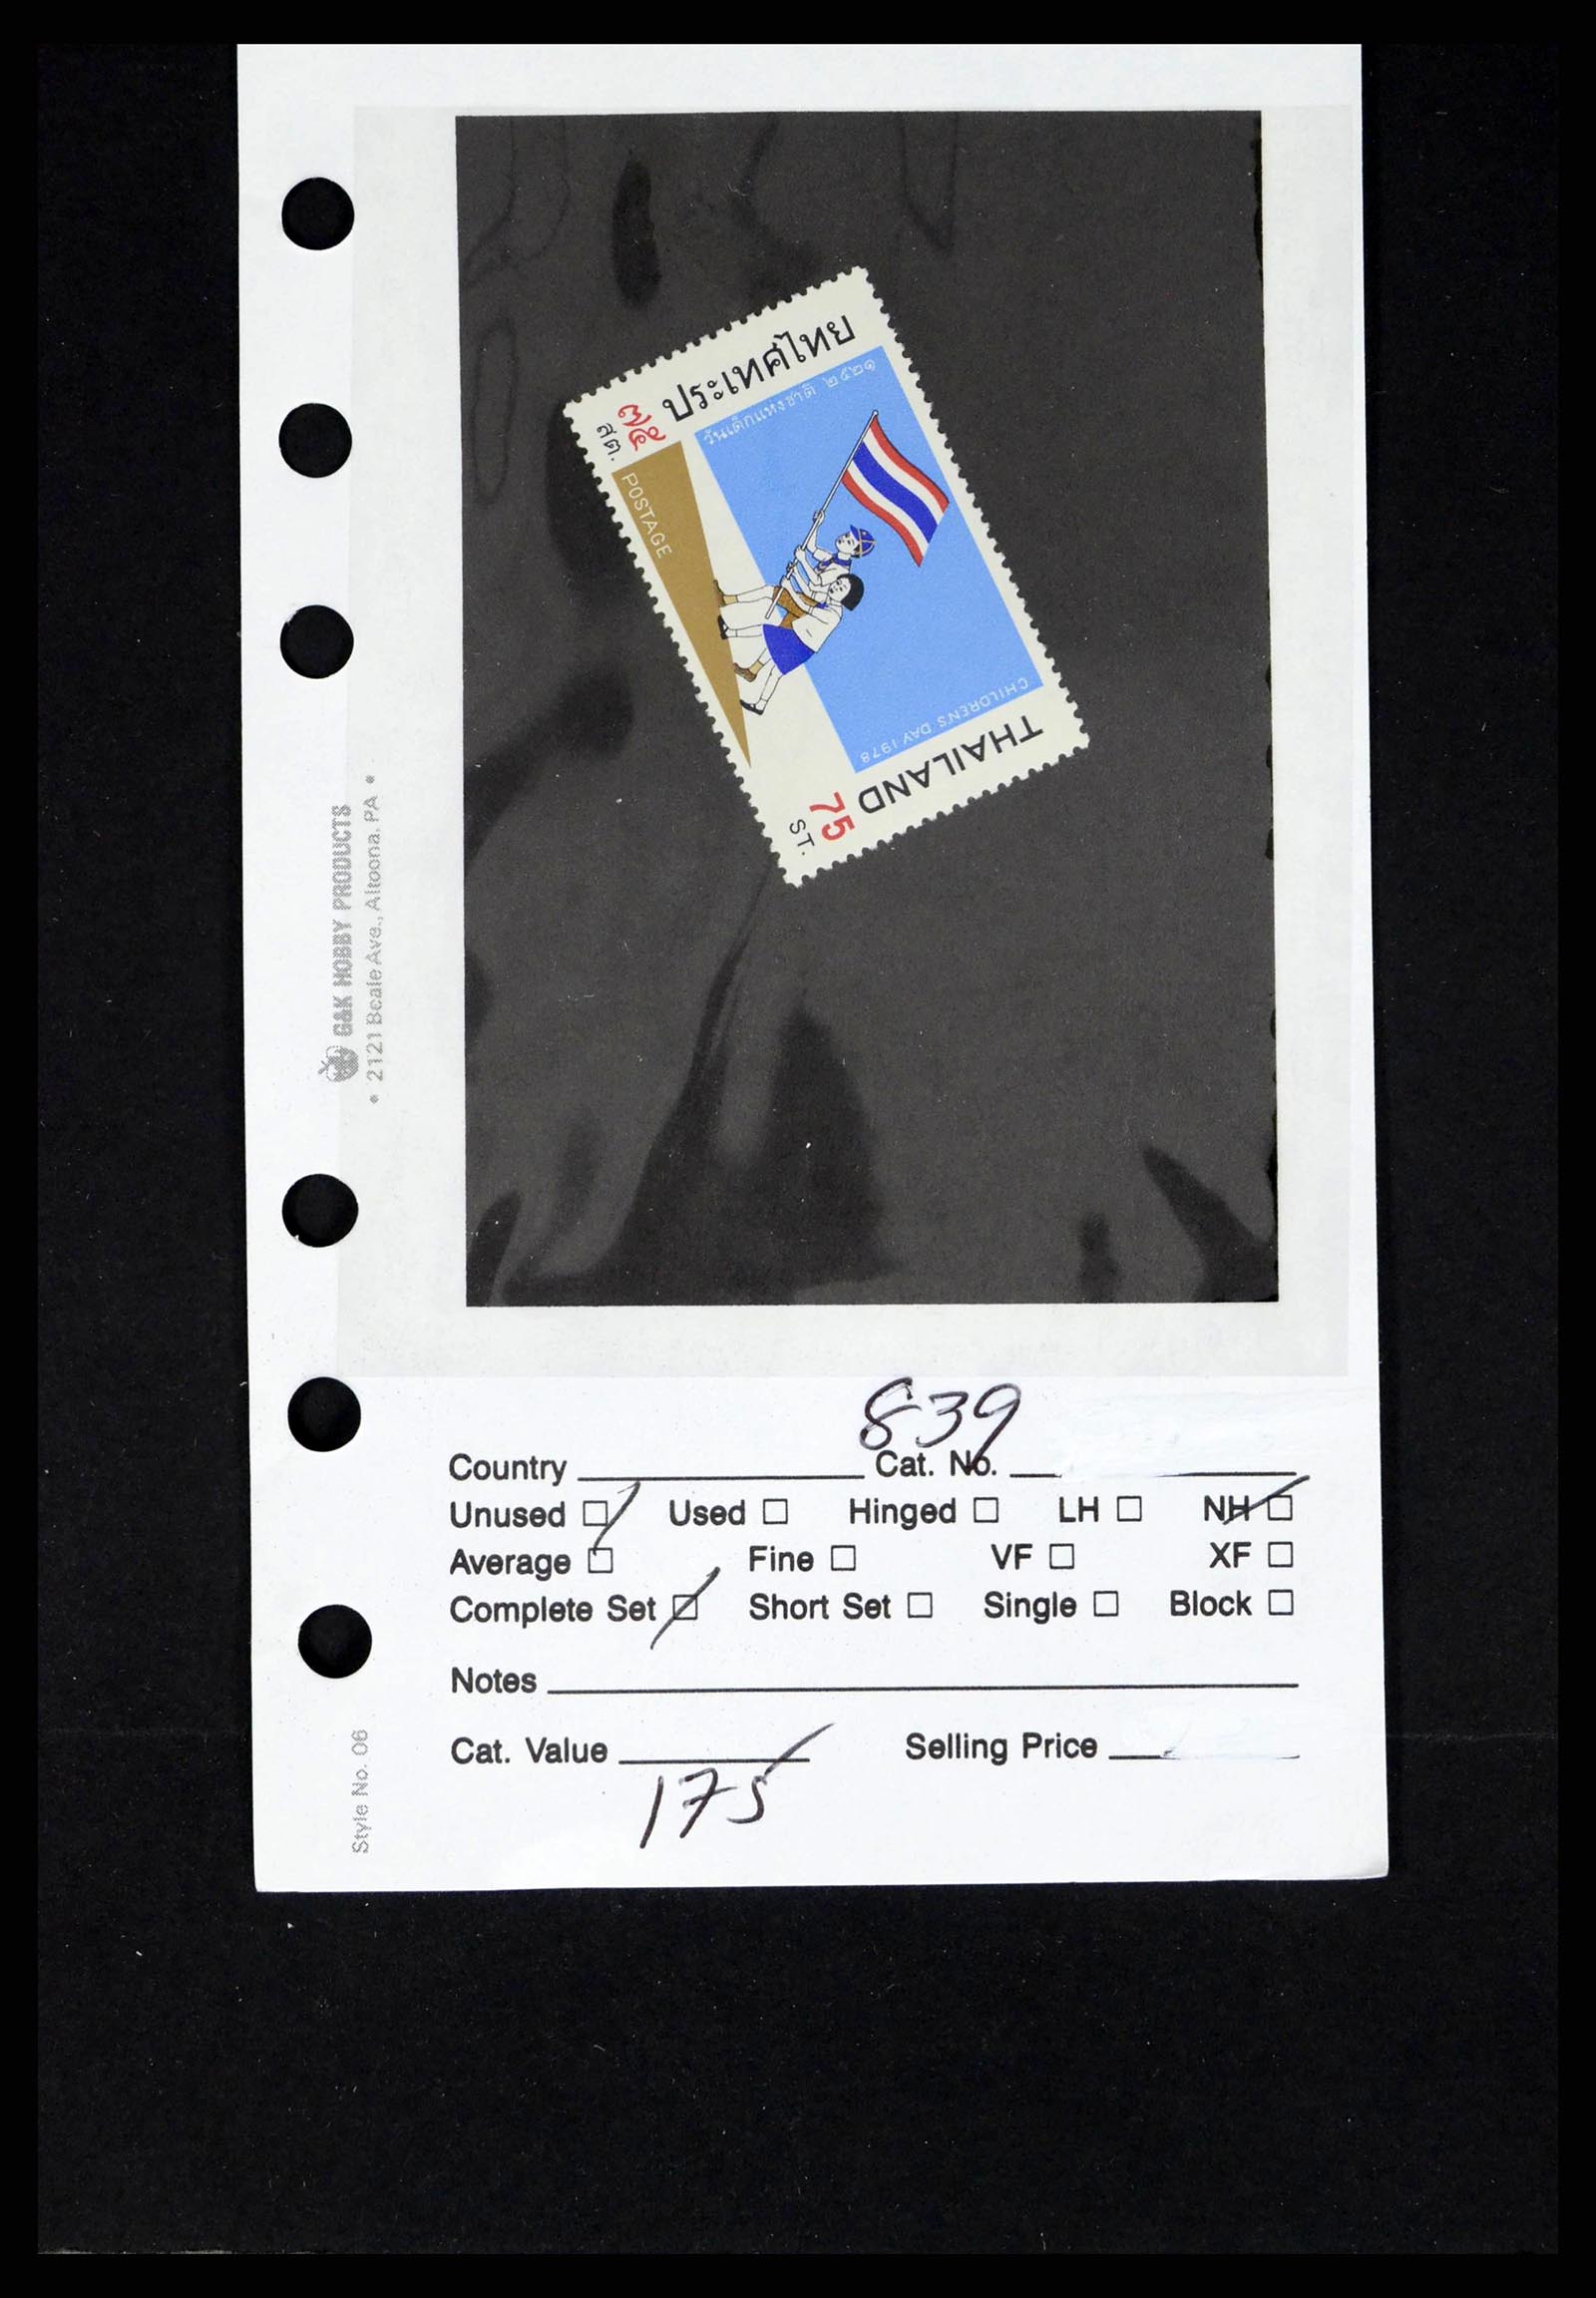 ประเทศไทย
๗๕
สต.
วันเด็กแห่งชาติ ๒๕๒๑
POSTAGE
CHILDREN'S DAY 1978
THAILAND
75
ST.
G&K HOBBY PRODUCTS
• 2121 Beale Ave., Altoona, PA •
839
Country Cat. No.
Unused Used Hinged LH NH
Average Fine VF XF
Complete Set Short Set Single Block
Notes
Cat. Value Selling Price
175
Style No. 06